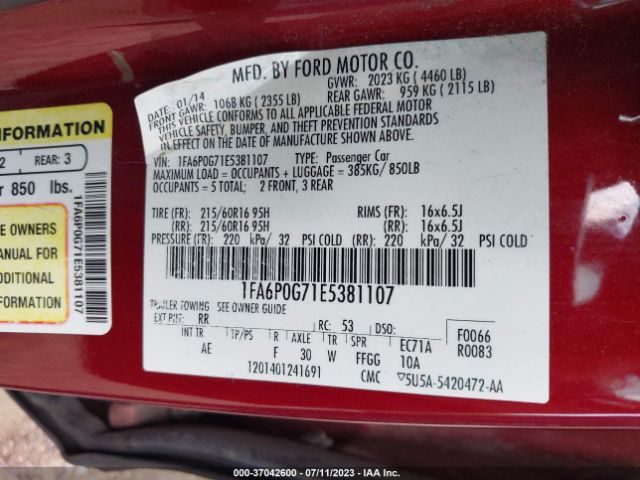 MFD. BY FORD MOTOR CO.
DATE: 01/14 GVWR: 2023 KG (4460 LB)
FRONT GAWR: 1068 KG (2355 LB) REAR GAWR: 959 KG (2115 LB)
THIS VEHICLE CONFORMS TO ALL APPLICABLE FEDERAL MOTOR
VEHICLE SAFETY, BUMPER, AND THEFT PREVENTION STANDARDS
IN EFFECT ON THE DATE OF MANUFACTURE SHOWN ABOVE
VIN: 1FA6P0G71E5381107 TYPE: Passenger Car
MAXIMUM LOAD = OCCUPANTS + LUGGAGE = 385KG/ 850LB
OCCUPANTS = 5 TOTAL; 2 FRONT, 3 REAR
TIRE (FR): 215/60R16 95H RIMS (FR): 16x6.5J
(RR): 215/60R16 95H (RR): 16x6.5J
PRESSURE (FR): 220 kPa/ 32 PSI COLD (RR): 220 kPa/ 32 PSI COLD
1FA6P0G71E5381107
TRAILER TOWING SEE OWNER GUIDE
EXT PNT: RR RC: 53 DSO: F0066
INT TR TP/PS R AXLE TR SPR EC71A R0083
AE F 30 W FFGG 10A
1201401241691 CMC 5U5A-5420472-AA
INFORMATION
2 REAR: 3
850 lbs.
OWNERS
MANUAL FOR
ADDITIONAL
INFORMATION
1FA6P0G71E5381107
000-37042600 - 07/11/2023 - IAA Inc.